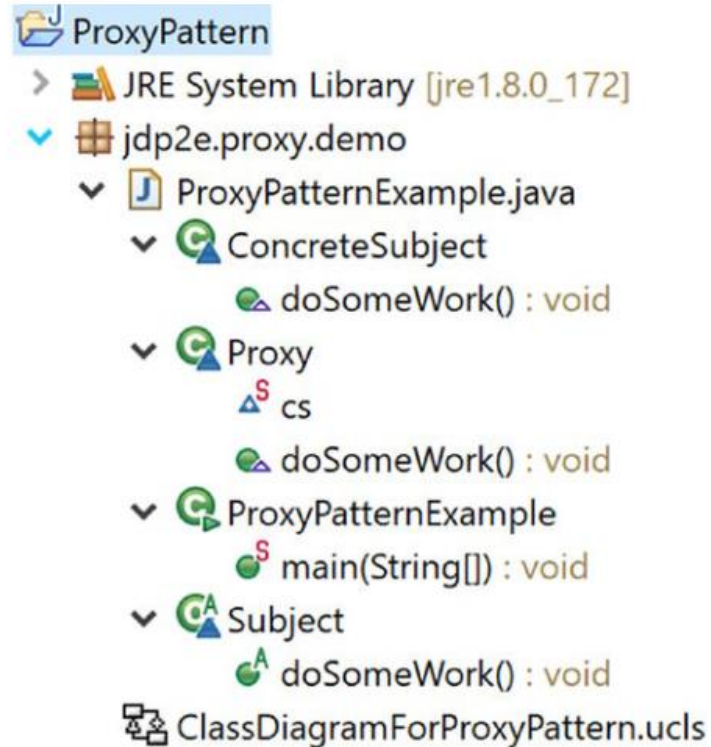 ProxyPattern
JRE System Library [jre1.8.0_172]
jdp2e.proxy.demo
ProxyPatternExample.java
ConcreteSubject
doSomeWork() : void
Proxy
S cs
doSomeWork() : void
ProxyPatternExample
S main(String[]) : void
A Subject
A doSomeWork() : void
ClassDiagramForProxyPattern.ucls